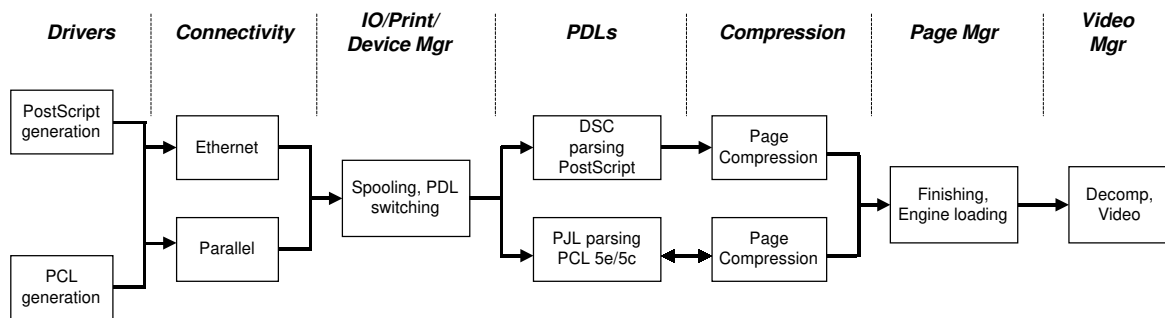 Drivers
Connectivity
IO/Print/
Device Mgr
PDLs
Compression
Page Mgr
Video
Mgr
PostScript
generation
PCL
generation
Ethernet
Parallel
Spooling, PDL
switching
DSC
parsing
PostScript
PJL parsing
PCL 5e/5c
Page
Compression
Page
Compression
Finishing,
Engine loading
Decomp,
Video